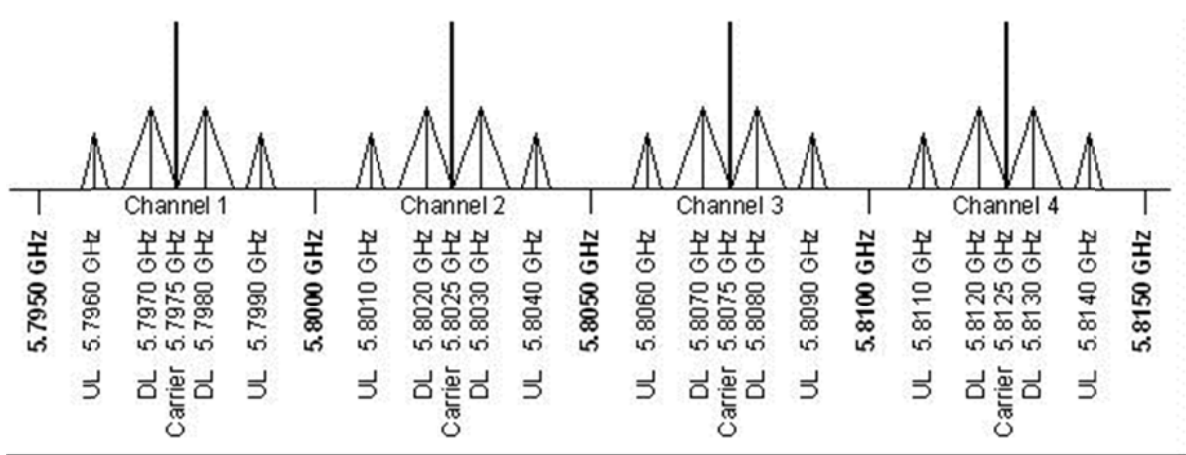 Channel 1
Channel 2
Channel 3
Channel 4
5.7950 GHz
UL 5.7960 GHz
DL 5.7970 GHz
Carrier 5.7975 GHz
DL 5.7980 GHz
UL 5.7990 GHz
5.8000 GHz
UL 5.8010 GHz
DL 5.8020 GHz
Carrier 5.8025 GHz
DL 5.8030 GHz
UL 5.8040 GHz
5.8050 GHz
UL 5.8060 GHz
DL 5.8070 GHz
Carrier 5.8075 GHz
DL 5.8080 GHz
UL 5.8090 GHz
5.8100 GHz
UL 5.8110 GHz
DL 5.8120 GHz
Carrier 5.8125 GHz
DL 5.8130 GHz
UL 5.8140 GHz
5.8150 GHz